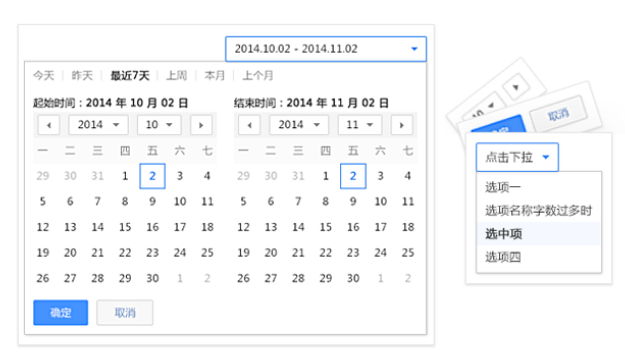 2014.10.02 - 2014.11.02
今天 昨天 最近7天 上周 本月 上个月
起始时间：2014 年 10 月 02 日
2014 10
一 二 三 四 五 六 七
29 30 31 1 2 3 4
5 6 7 8 9 10 11
12 13 14 15 16 17 18
19 20 21 22 23 24 25
26 27 28 29 30 1 2
结束时间：2014 年 11 月 02 日
2014 11
一 二 三 四 五 六 七
29 30 31 1 2 3 4
5 6 7 8 9 10 11
12 13 14 15 16 17 18
19 20 21 22 23 24 25
26 27 28 29 30 1 2
确定 取消
取消
点击下拉
选项一
选项名称字数过多时
选中项
选项四